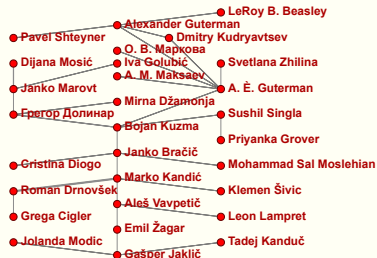 LeRoy B. Beasley
Alexander Guterman
Pavel Shteyner
Dmitry Kudryavtsev
О. В. Маркова
Dijana Mosić
Iva Golubić
Svetlana Zhilina
A. M. Maksaev
Janko Marovt
A. È. Guterman
Mirna Džamonja
Грегор Долинар
Sushil Singla
Bojan Kuzma
Priyanka Grover
Janko Bračič
Cristina Diogo
Mohammad Sal Moslehian
Marko Kandić
Roman Drnovšek
Klemen Šivic
Aleš Vavpetič
Grega Cigler
Leon Lampret
Emil Žagar
Jolanda Modic
Tadej Kanduč
Gašper Jaklič